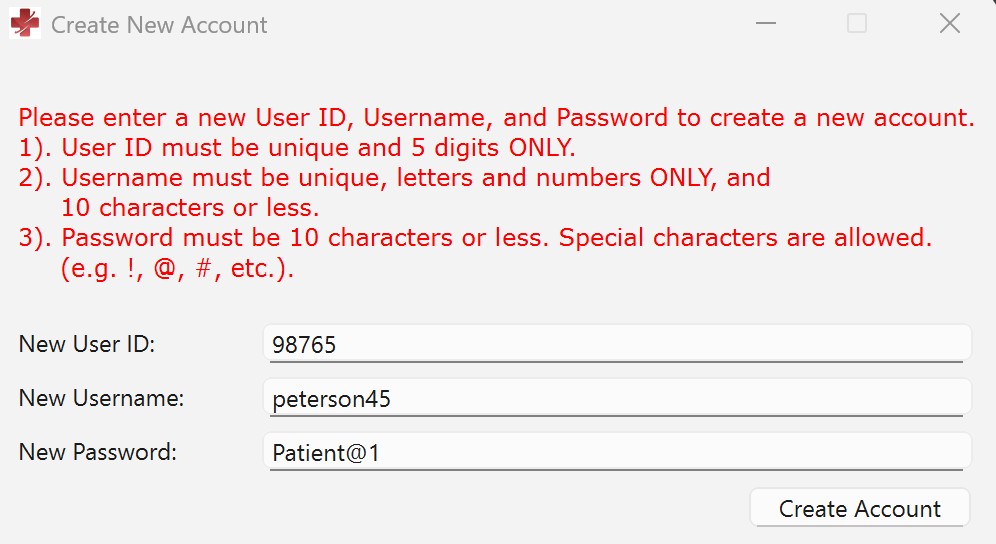 Create New Account
Please enter a new User ID, Username, and Password to create a new account.
1). User ID must be unique and 5 digits ONLY.
2). Username must be unique, letters and numbers ONLY, and
10 characters or less.
3). Password must be 10 characters or less. Special characters are allowed.
(e.g. !, @, #, etc.).
New User ID: 98765
New Username: peterson45
New Password: Patient@1
Create Account